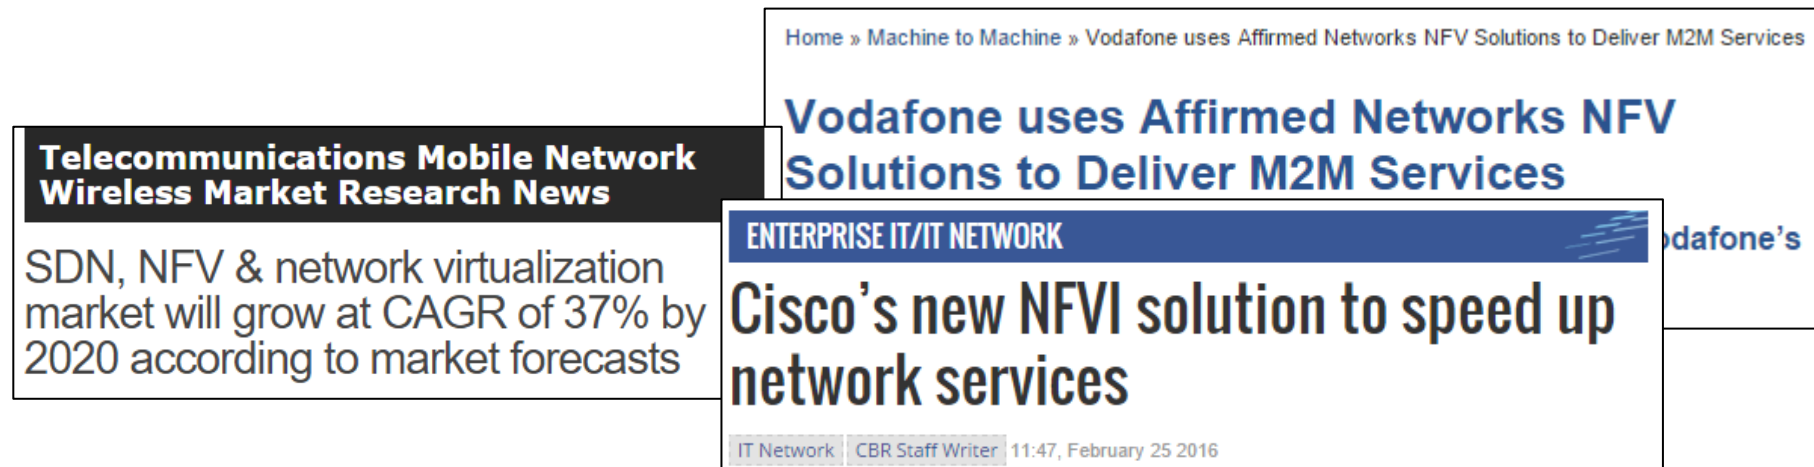 Home » Machine to Machine » Vodafone uses Affirmed Networks NFV Solutions to Deliver M2M Services
Vodafone uses Affirmed Networks NFV
Solutions to Deliver M2M Services
Telecommunications Mobile Network
Wireless Market Research News
SDN, NFV & network virtualization
market will grow at CAGR of 37% by
2020 according to market forecasts
ENTERPRISE IT/IT NETWORK
Cisco’s new NFVI solution to speed up
network services
IT Network CBR Staff Writer 11:47, February 25 2016